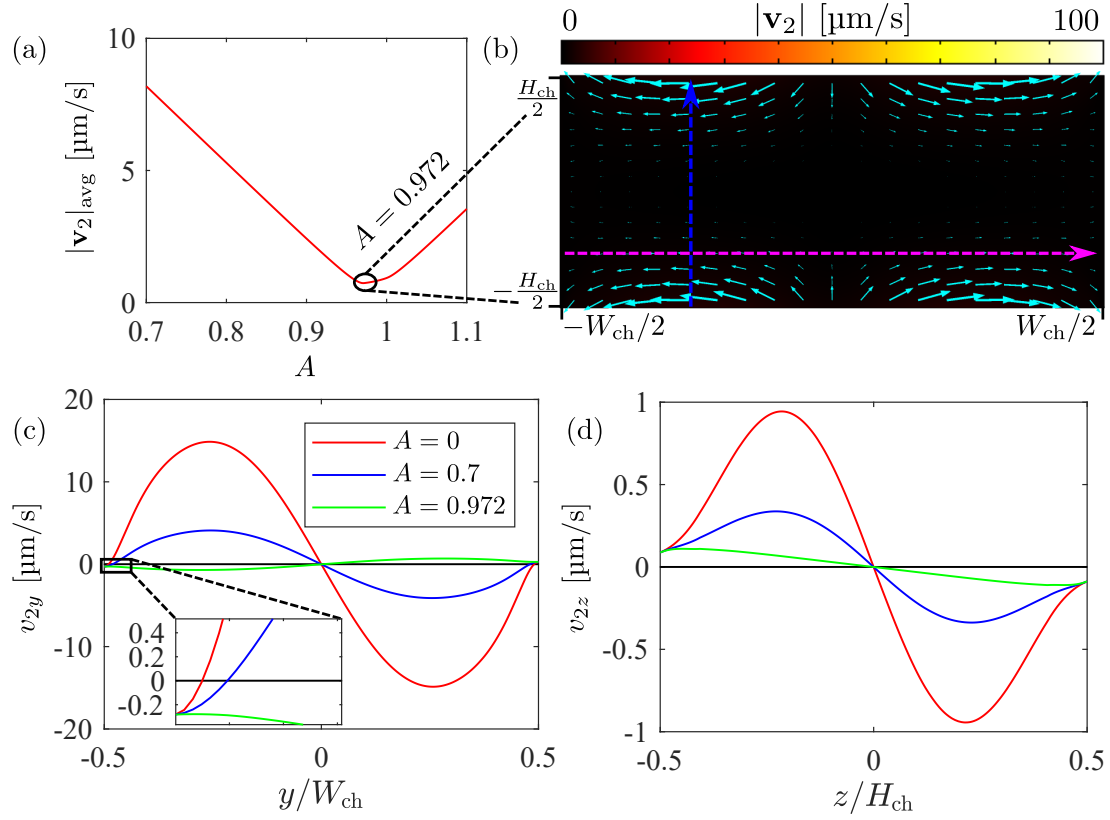 (a)
10
5
0
|v₂|avg [µm/s]
0.7 0.8 0.9 1 1.1
A
A = 0.972
(b)
0 |v₂| [µm/s] 100
Hch/2
−Hch/2
−Wch/2 Wch/2
(c)
20
10
0
-10
-20
v2y [µm/s]
A = 0
A = 0.7
A = 0.972
0.4
0.2
0
-0.2
-0.5 0 0.5
y/Wch
(d)
1
0.5
0
-0.5
-1
v2z [µm/s]
-0.5 0 0.5
z/Hch